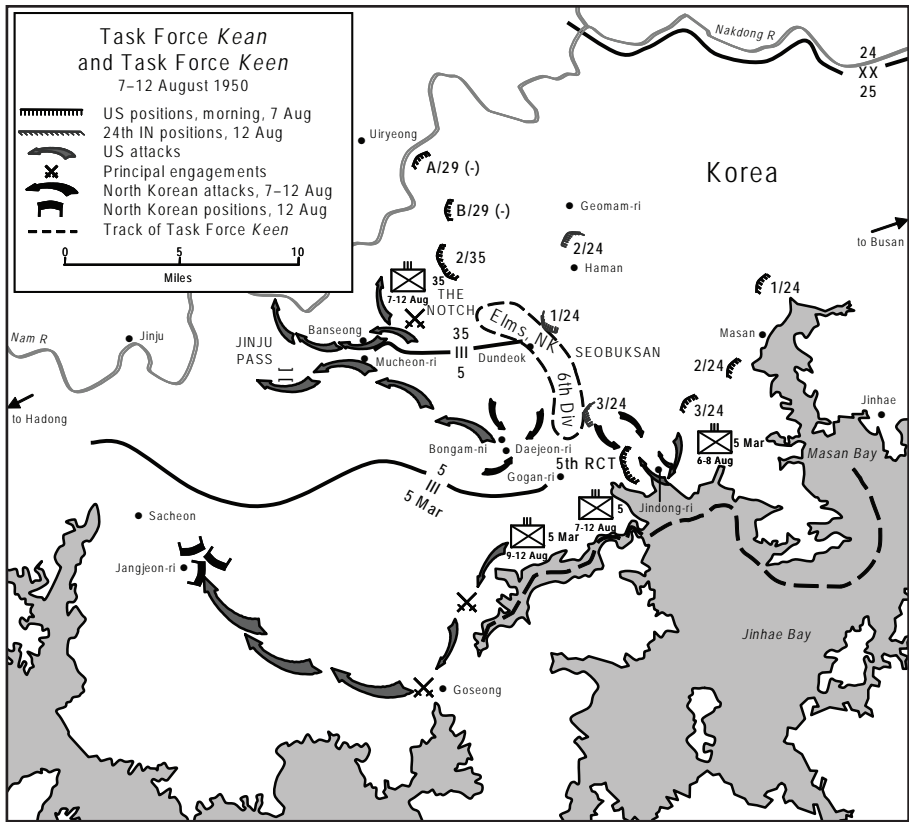 Task Force Kean
and Task Force Keen
7–12 August 1950
US positions, morning, 7 Aug
24th IN positions, 12 Aug
US attacks
Principal engagements
North Korean attacks, 7–12 Aug
North Korean positions, 12 Aug
Track of Task Force Keen
0 5 10
Miles
Nakdong R
24
XX
25
Uiryeong
A/29 (-)
Korea
B/29 (-)
Geomam-ri
to Busan
2/35
2/24
Haman
35
7-12 Aug
THE
NOTCH
1/24
1/24
Elms, NK
6th Div
Nam R
Jinju
JINJU
PASS
Banseong
35
III
5
Dundeok
SEOBUKSAN
Masan
Mucheon-ri
2/24
to Hadong
3/24
3/24
Jinhae
5 Mar
6-8 Aug
Masan Bay
Bongam-ni
Daejeon-ri
5th RCT
Gogan-ri
5
III
5 Mar
Jindong-ri
5
7-12 Aug
Sacheon
5 Mar
9-12 Aug
Jangjeon-ri
Jinhae Bay
Goseong